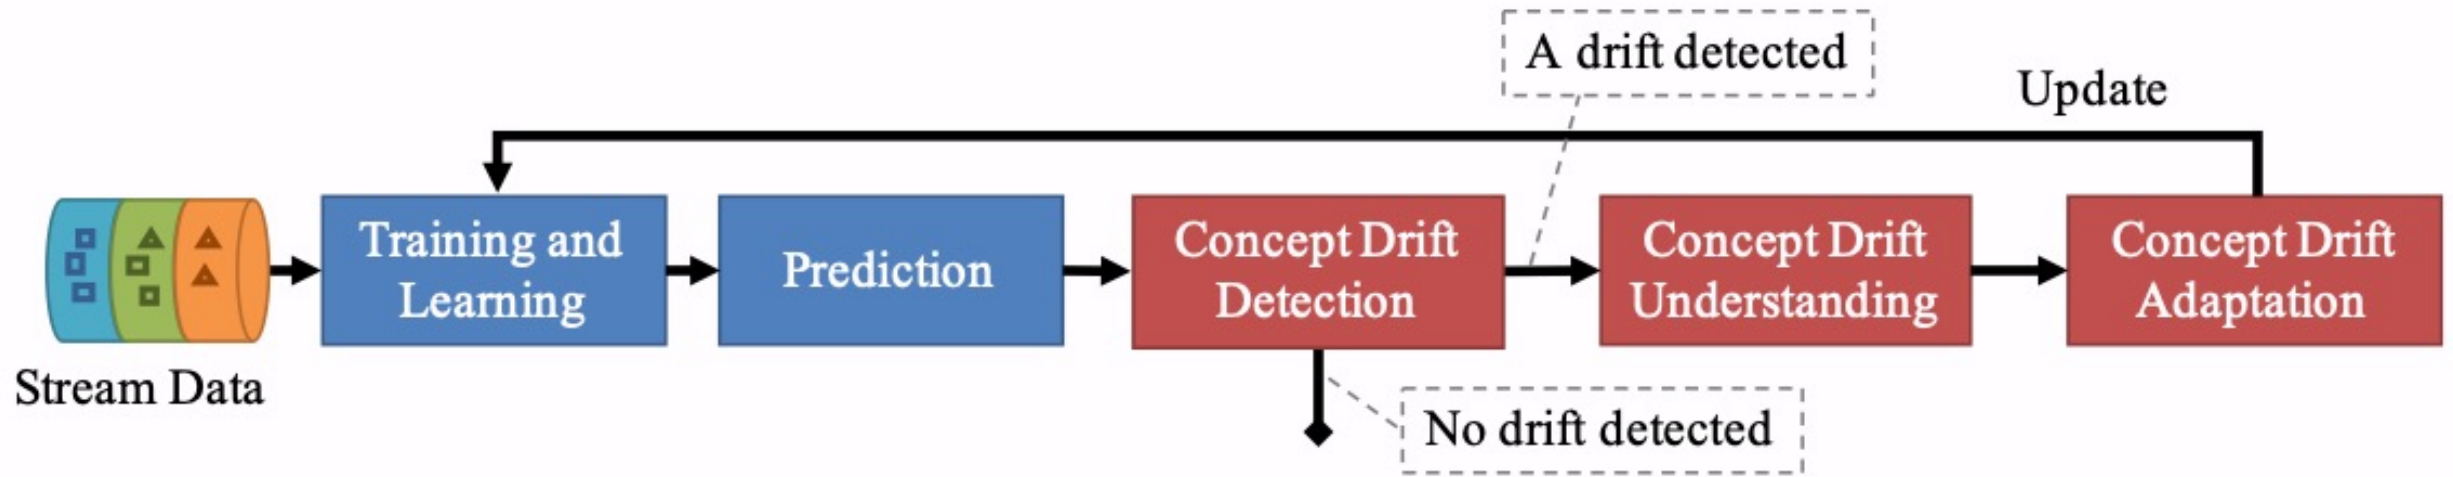 A drift detected
Update
Training and
Learning
Prediction
Concept Drift
Detection
Concept Drift
Understanding
Concept Drift
Adaptation
Stream Data
No drift detected